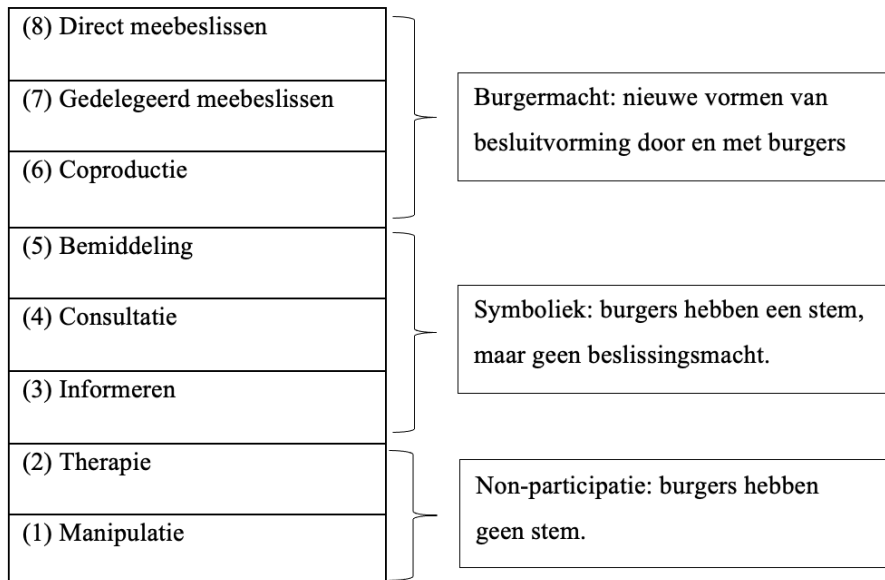 (8) Direct meebeslissen
(7) Gedelegeerd meebeslissen
(6) Coproductie
Burgermacht: nieuwe vormen van
besluitvorming door en met burgers
(5) Bemiddeling
(4) Consultatie
(3) Informeren
Symboliek: burgers hebben een stem,
maar geen beslissingsmacht.
(2) Therapie
(1) Manipulatie
Non-participatie: burgers hebben
geen stem.